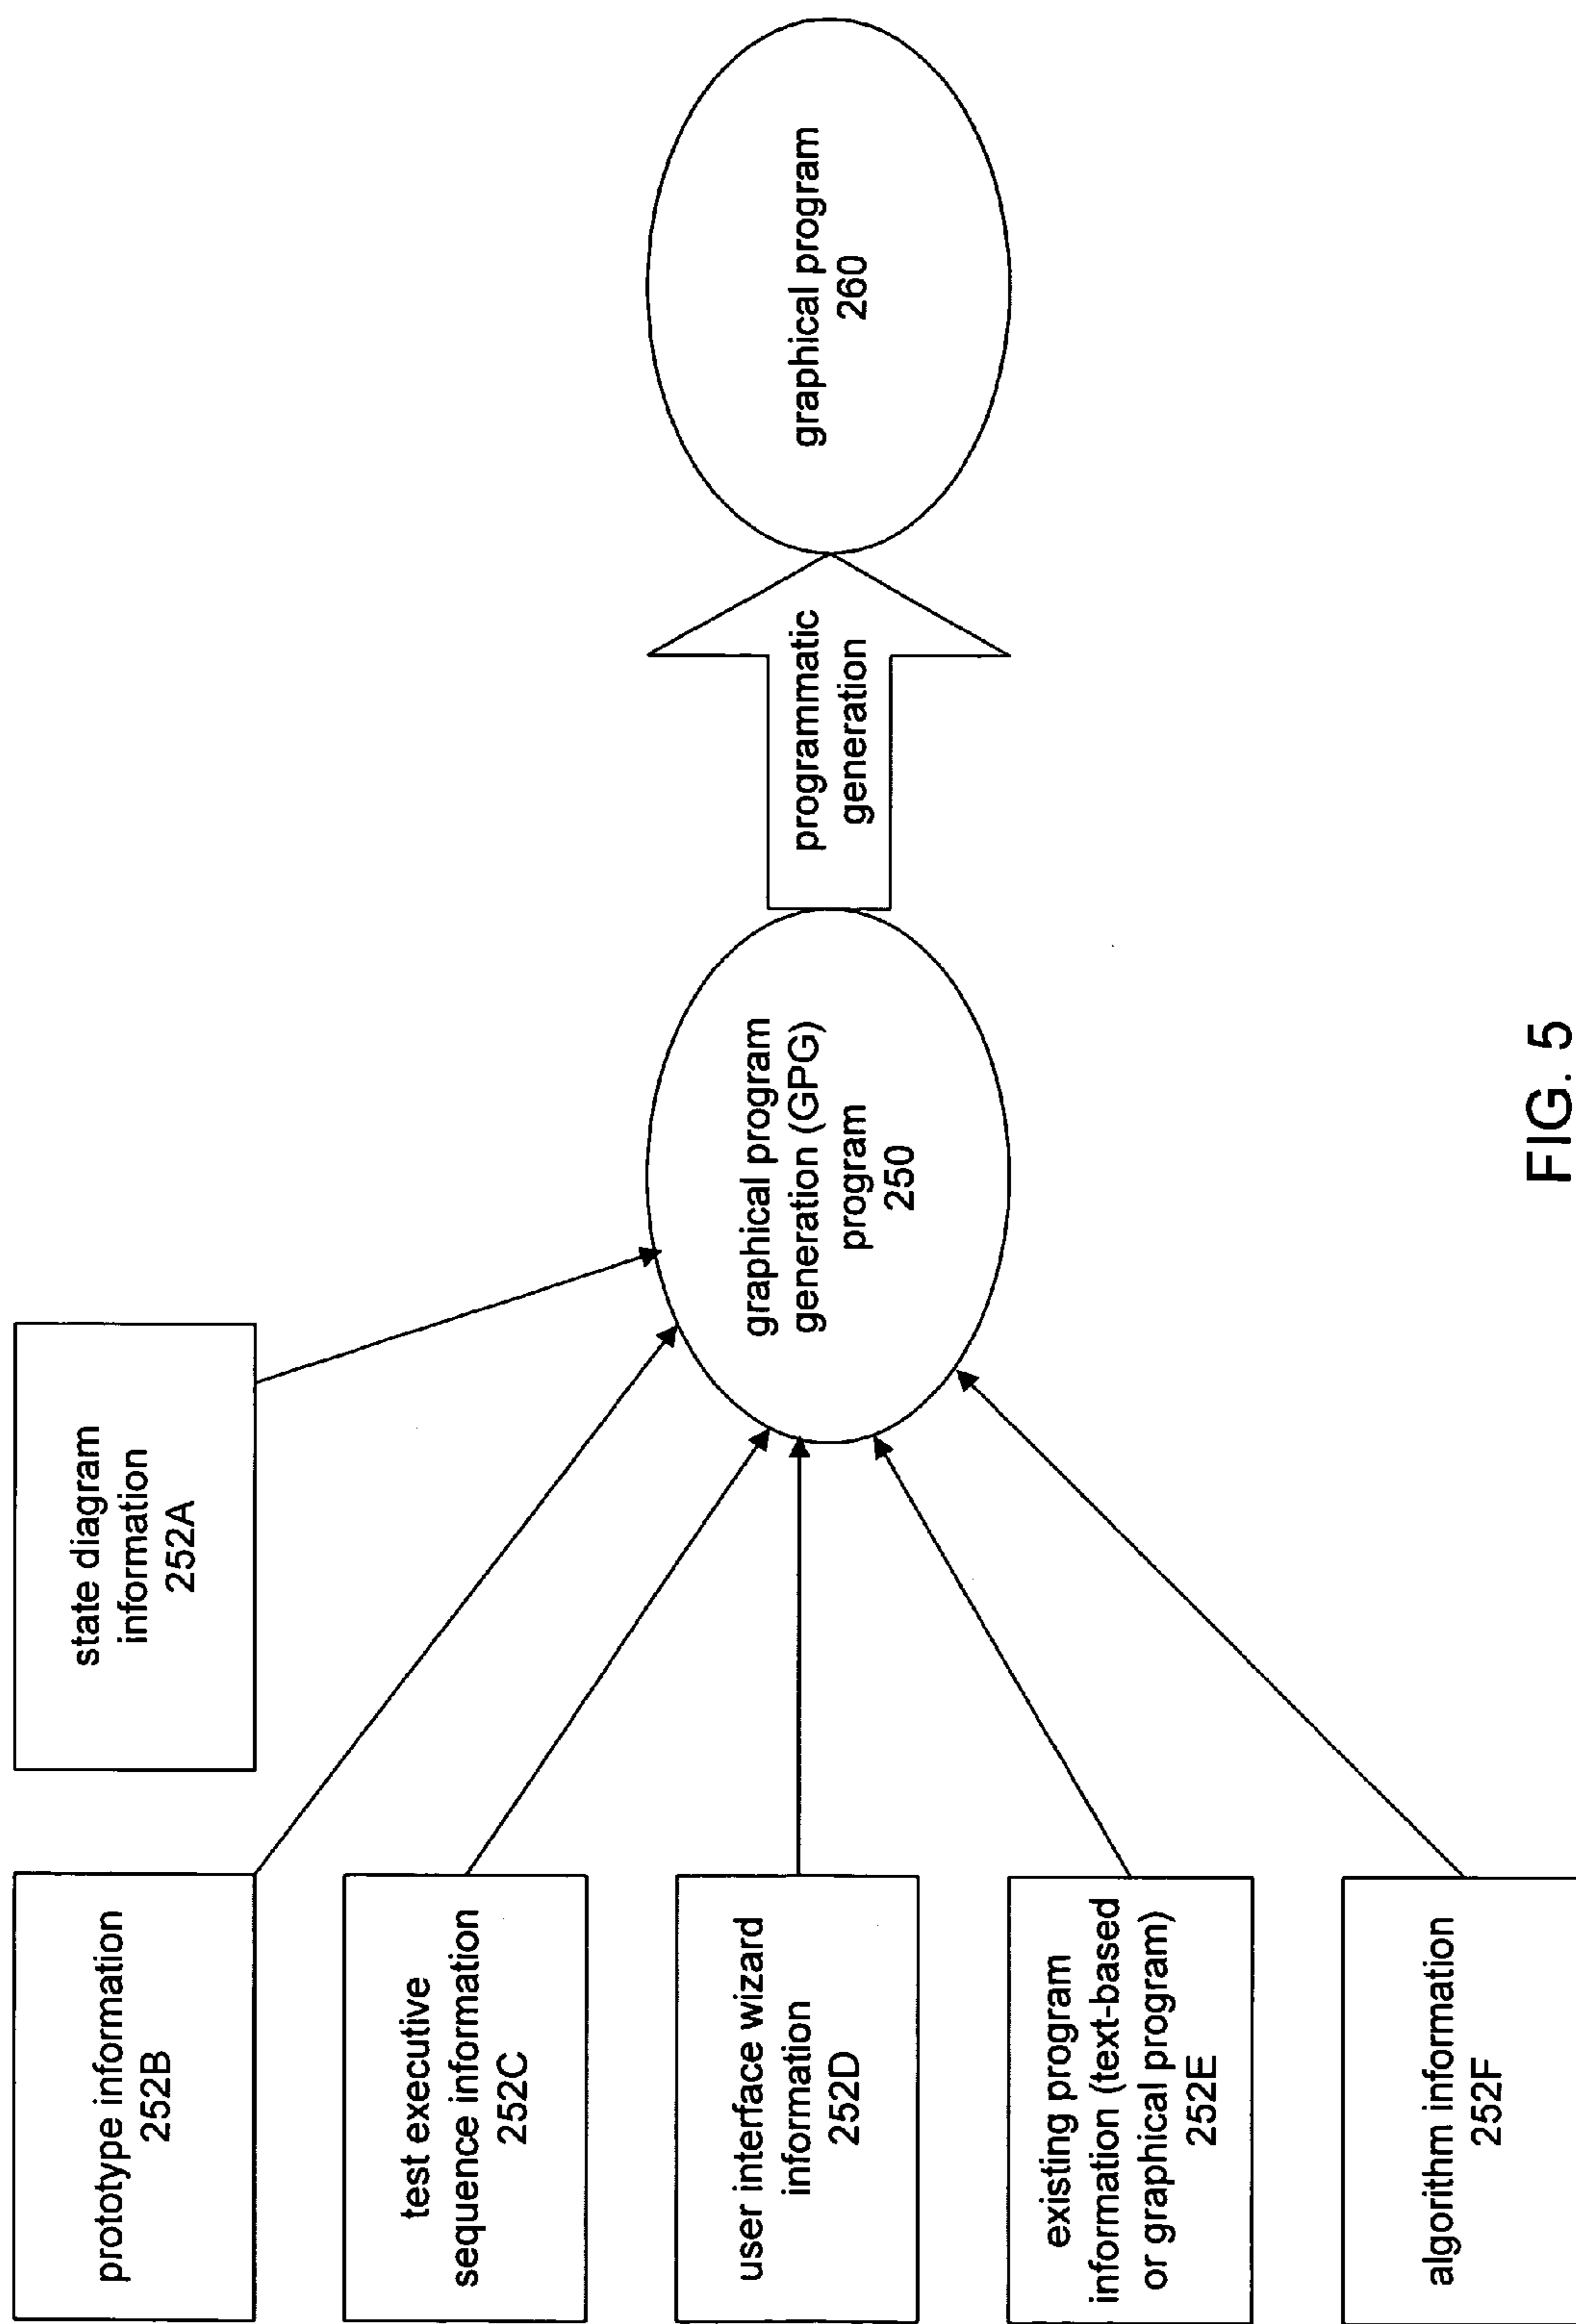 state diagram
information
252A
prototype information
252B
test executive
sequence information
252C
user interface wizard
information
252D
existing program
information (text-based
or graphical program)
252E
algorithm information
252F
graphical program
generation (GPG)
program
250
programmatic
generation
graphical program
260
FIG. 5